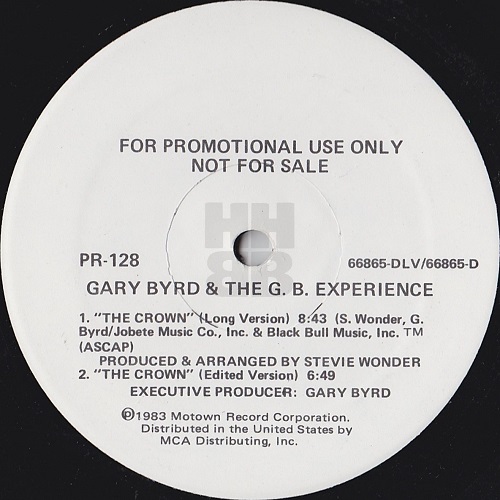 FOR PROMOTIONAL USE ONLY
NOT FOR SALE
HH
BB
PR-128 66865-DLV/66865-D
GARY BYRD & THE G. B. EXPERIENCE
1. "THE CROWN" (Long Version) 8:43 (S. Wonder, G.
Byrd/Jobete Music Co., Inc. & Black Bull Music, Inc. TM
(ASCAP)
PRODUCED & ARRANGED BY STEVIE WONDER
2. "THE CROWN" (Edited Version) 6:49
EXECUTIVE PRODUCER: GARY BYRD
℗1983 Motown Record Corporation.
Distributed in the United States by
MCA Distributing, Inc.